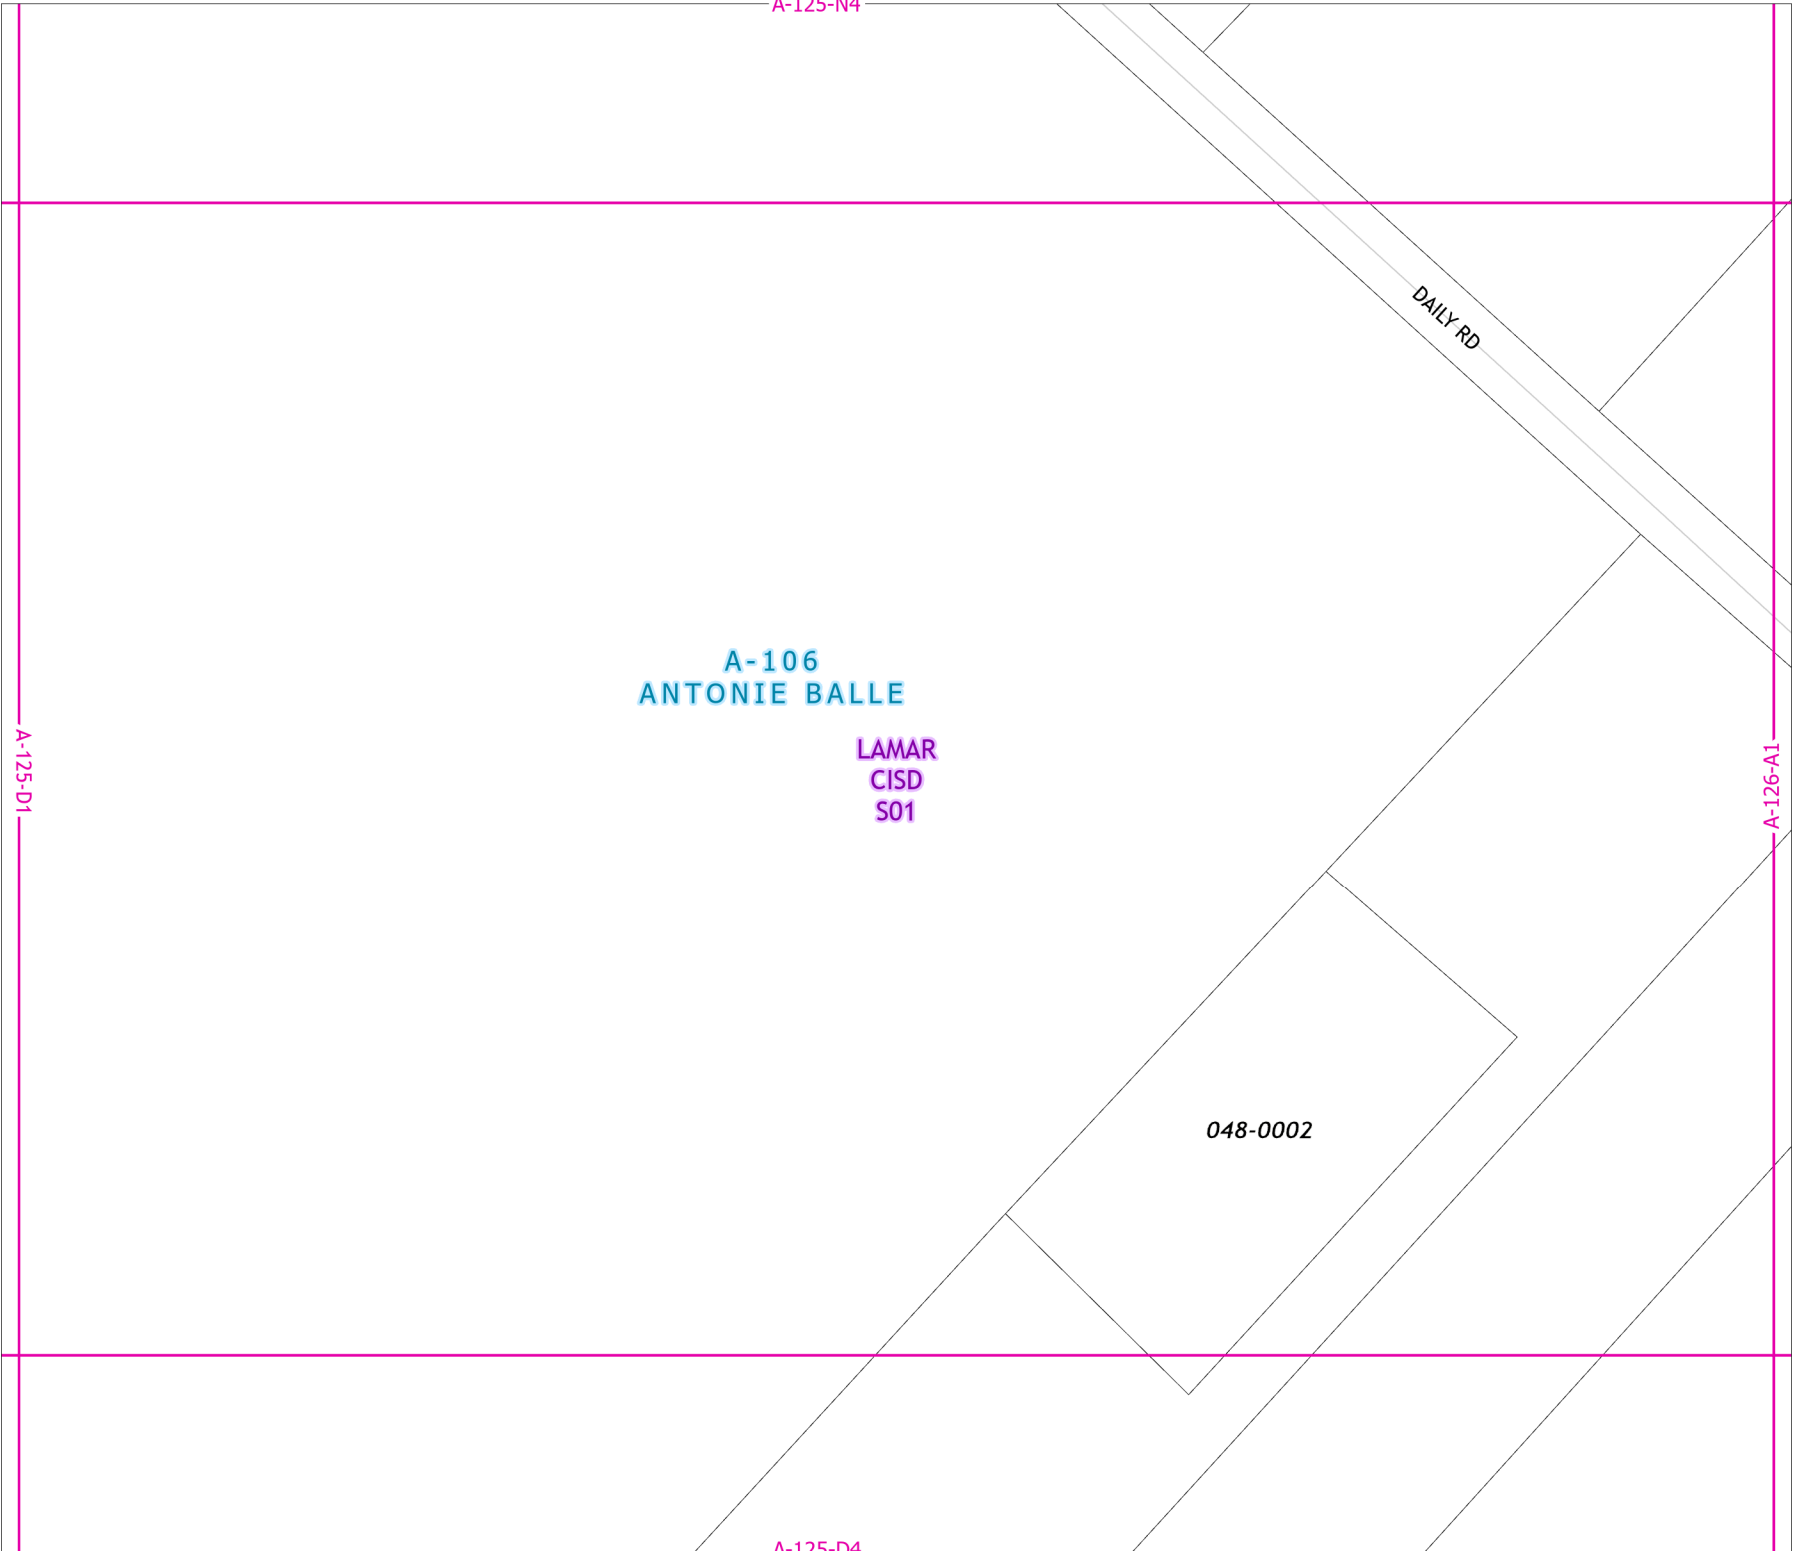 A-125-N4
DAILY RD
A-106
ANTONIE BALLE
LAMAR
CISD
S01
A-125-D1
A-126-A1
048-0002
A-125-D4